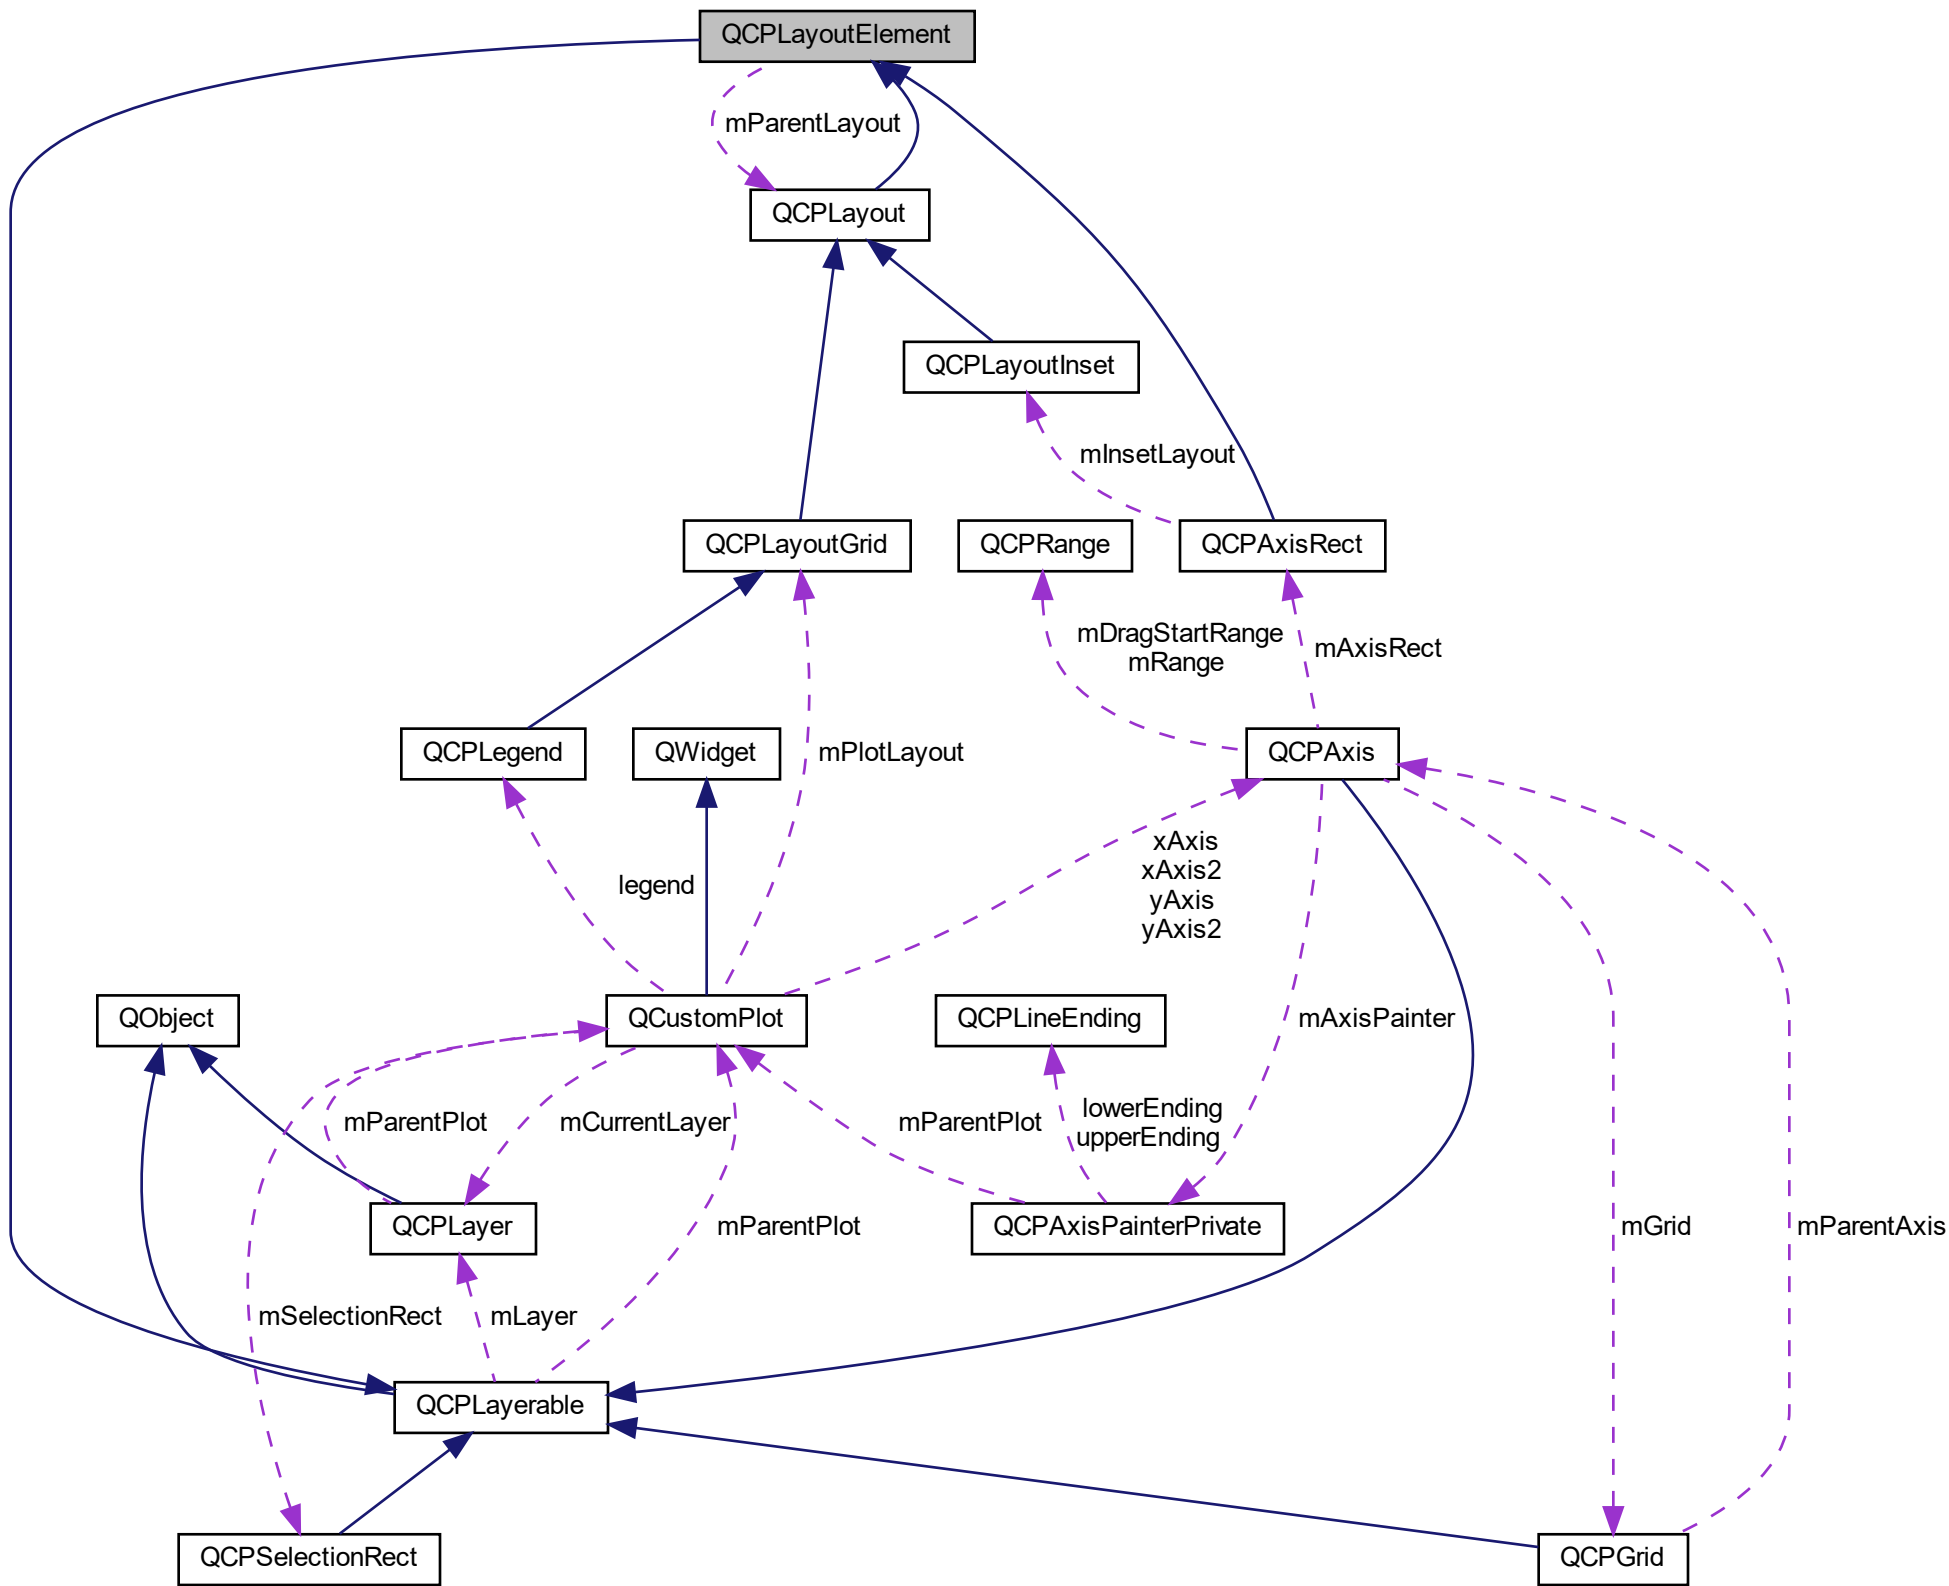 QCPLayoutElement
mParentLayout
QCPLayout
QCPLayoutInset
mInsetLayout
QCPLayoutGrid
QCPRange
QCPAxisRect
mDragStartRange
mRange
mAxisRect
QCPLegend
QWidget
mPlotLayout
QCPAxis
legend
xAxis
xAxis2
yAxis
yAxis2
QObject
QCustomPlot
QCPLineEnding
mAxisPainter
mParentPlot
mCurrentLayer
mParentPlot
lowerEnding
upperEnding
QCPLayer
mParentPlot
QCPAxisPainterPrivate
mGrid
mParentAxis
mSelectionRect
mLayer
QCPLayerable
QCPSelectionRect
QCPGrid